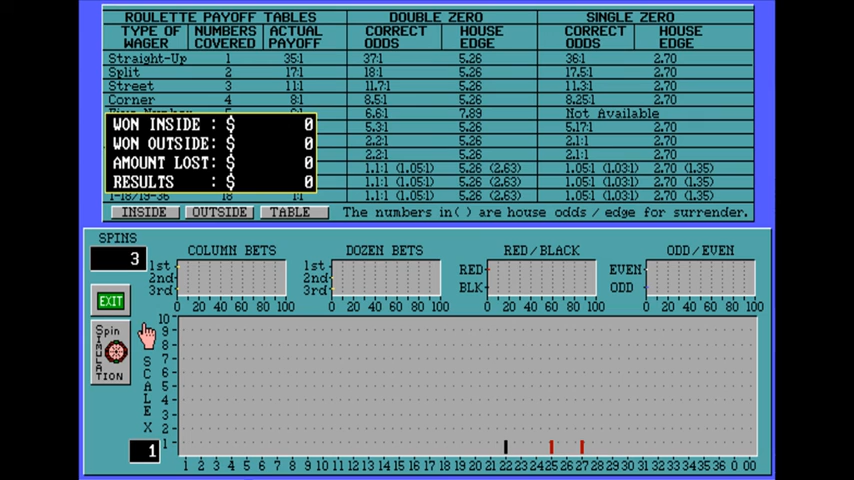 ROULETTE PAYOFF TABLES DOUBLE ZERO SINGLE ZERO
TYPE OF WAGER NUMBERS COVERED ACTUAL PAYOFF CORRECT ODDS HOUSE EDGE CORRECT ODDS HOUSE EDGE
Straight-Up 1 35:1 37:1 5.26 36:1 2.70
Split 2 17:1 18:1 5.26 17.5:1 2.70
Street 3 11:1 11.7:1 5.26 11.3:1 2.70
Corner 4 8:1 8.5:1 5.26 8.25:1 2.70
6.6:1 7.89 Not Available
5.3:1 5.26 5.17:1 2.70
2.2:1 5.26 2.1:1 2.70
2.2:1 5.26 2.1:1 2.70
1.1:1 (1.05:1) 5.26 (2.63) 1.05:1 (1.03:1) 2.70 (1.35)
1.1:1 (1.05:1) 5.26 (2.63) 1.05:1 (1.03:1) 2.70 (1.35)
1-18/19-36 18 1:1 1.1:1 (1.05:1) 5.26 (2.63) 1.05:1 (1.03:1) 2.70 (1.35)
WON INSIDE : $ 0
WON OUTSIDE: $ 0
AMOUNT LOST: $ 0
RESULTS : $ 0
INSIDE OUTSIDE TABLE The numbers in( ) are house odds / edge for surrender.
SPINS
3
EXIT
Spin
SIMULATION
COLUMN BETS DOZEN BETS RED/BLACK ODD/EVEN
1st 1st RED EVEN
2nd 2nd
3rd 3rd BLK ODD
0 20 40 60 80 100 0 20 40 60 80 100 0 20 40 60 80 100 0 20 40 60 80 100
10
9
8
7
6
5
4
3
2
1
SCALE X
1
1 2 3 4 5 6 7 8 9 10 11 12 13 14 15 16 17 18 19 20 21 22 23 24 25 26 27 28 29 30 31 32 33 34 35 36 0 00